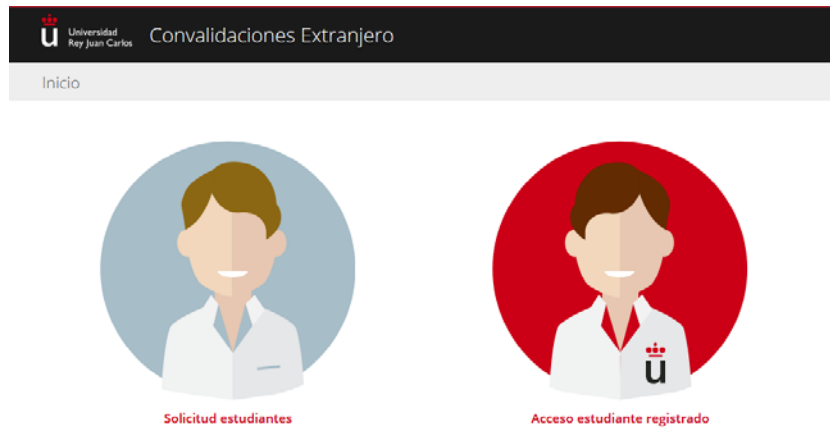 Universidad
Rey Juan Carlos
Convalidaciones Extranjero
Inicio
u
Solicitud estudiantes
Acceso estudiante registrado